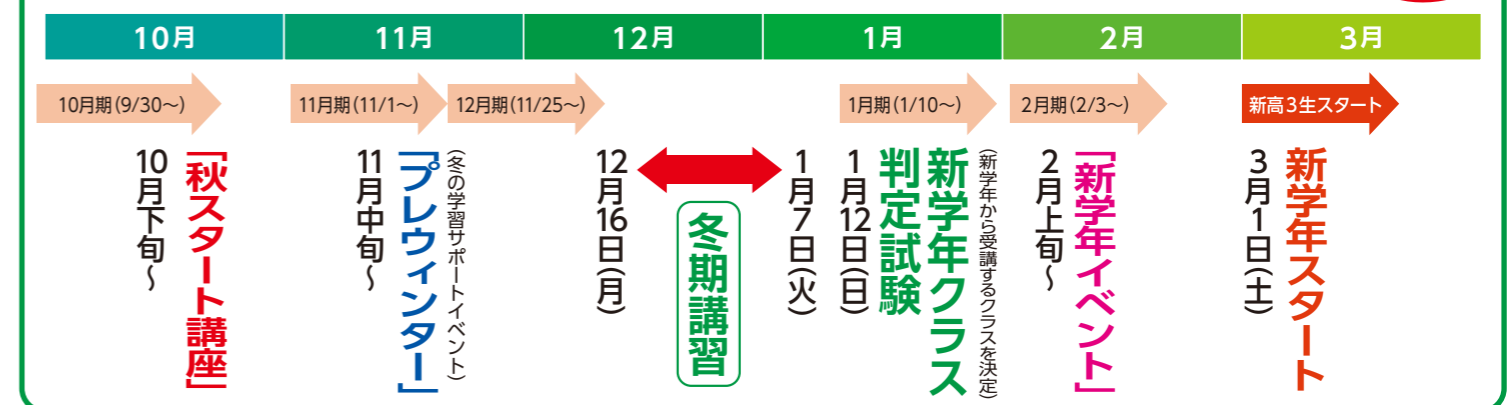 10月
11月
12月
1月
2月
3月
10月期(9/30～)
11月期(11/1～)
12月期(11/25～)
1月期(1/10～)
2月期(2/3～)
新高3生スタート
10月下旬～
「秋スタート講座」
11月中旬～
「プレウィンター」
(冬の学習サポートイベント)
12月16日(月)
冬期講習
1月7日(火)
1月12日(日)
新学年クラス
判定試験
(新学年から受講するクラスを決定)
2月上旬～
「新学年イベント」
3月1日(土)
新学年スタート